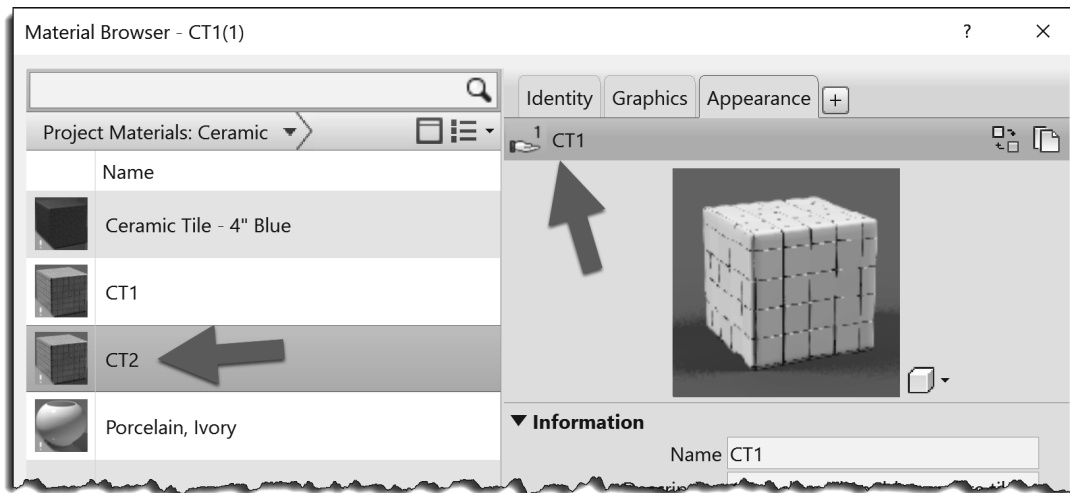 Material Browser - CT1(1)
?
Identity
Graphics
Appearance
+
Project Materials: Ceramic
1
CT1
Name
Ceramic Tile - 4" Blue
CT1
CT2
Porcelain, Ivory
Information
Name CT1